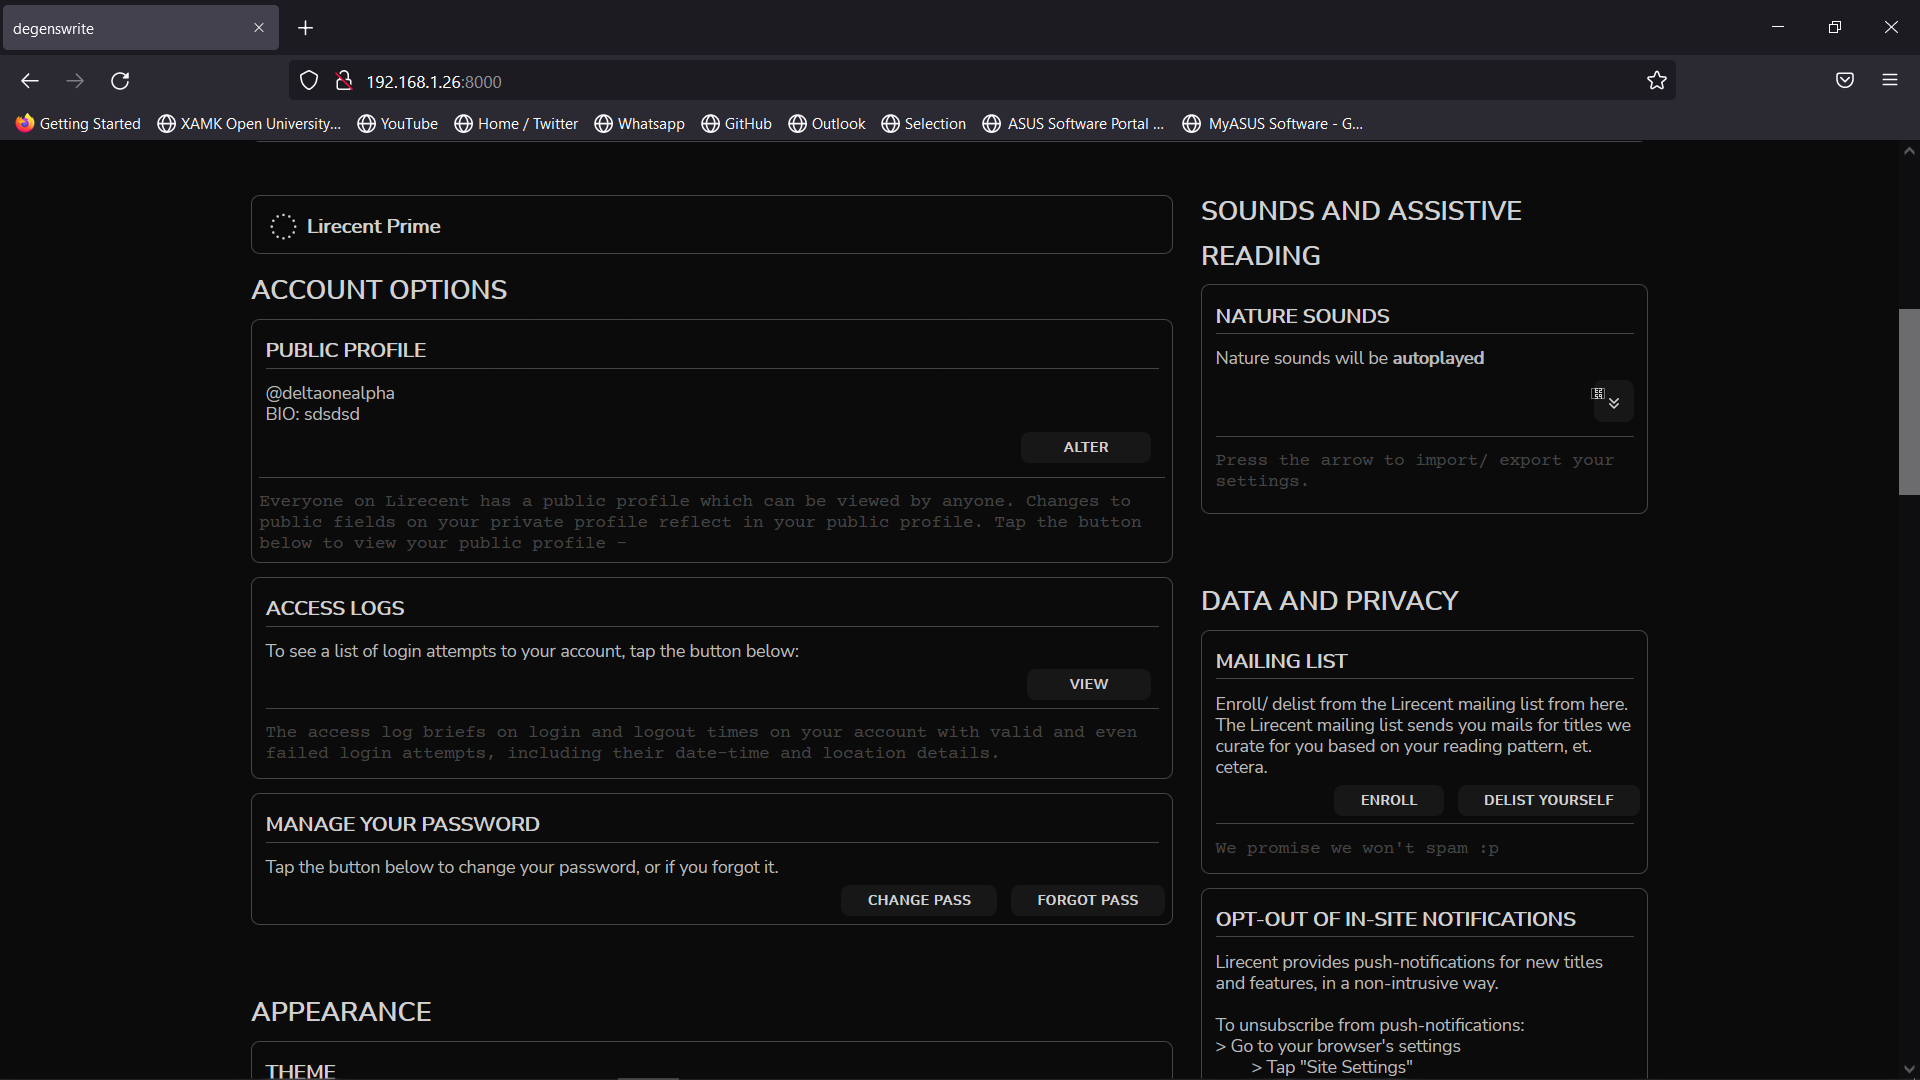 degenswrite
192.168.1.26:8000
Getting Started
XAMK Open University...
YouTube
Home / Twitter
Whatsapp
GitHub
Outlook
Selection
ASUS Software Portal ...
MyASUS Software - G...
Lirecent Prime
ACCOUNT OPTIONS
PUBLIC PROFILE
@deltaonealpha
BIO: sdsdsd
ALTER
Everyone on Lirecent has a public profile which can be viewed by anyone. Changes to
public fields on your private profile reflect in your public profile. Tap the button
below to view your public profile -
ACCESS LOGS
To see a list of login attempts to your account, tap the button below:
VIEW
The access log briefs on login and logout times on your account with valid and even
failed login attempts, including their date-time and location details.
MANAGE YOUR PASSWORD
Tap the button below to change your password, or if you forgot it.
CHANGE PASS
FORGOT PASS
APPEARANCE
THEME
SOUNDS AND ASSISTIVE
READING
NATURE SOUNDS
Nature sounds will be autoplayed
Press the arrow to import/ export your
settings.
DATA AND PRIVACY
MAILING LIST
Enroll/ delist from the Lirecent mailing list from here.
The Lirecent mailing list sends you mails for titles we
curate for you based on your reading pattern, et.
cetera.
ENROLL
DELIST YOURSELF
We promise we won't spam :p
OPT-OUT OF IN-SITE NOTIFICATIONS
Lirecent provides push-notifications for new titles
and features, in a non-intrusive way.
To unsubscribe from push-notifications:
> Go to your browser's settings
> Tap "Site Settings"